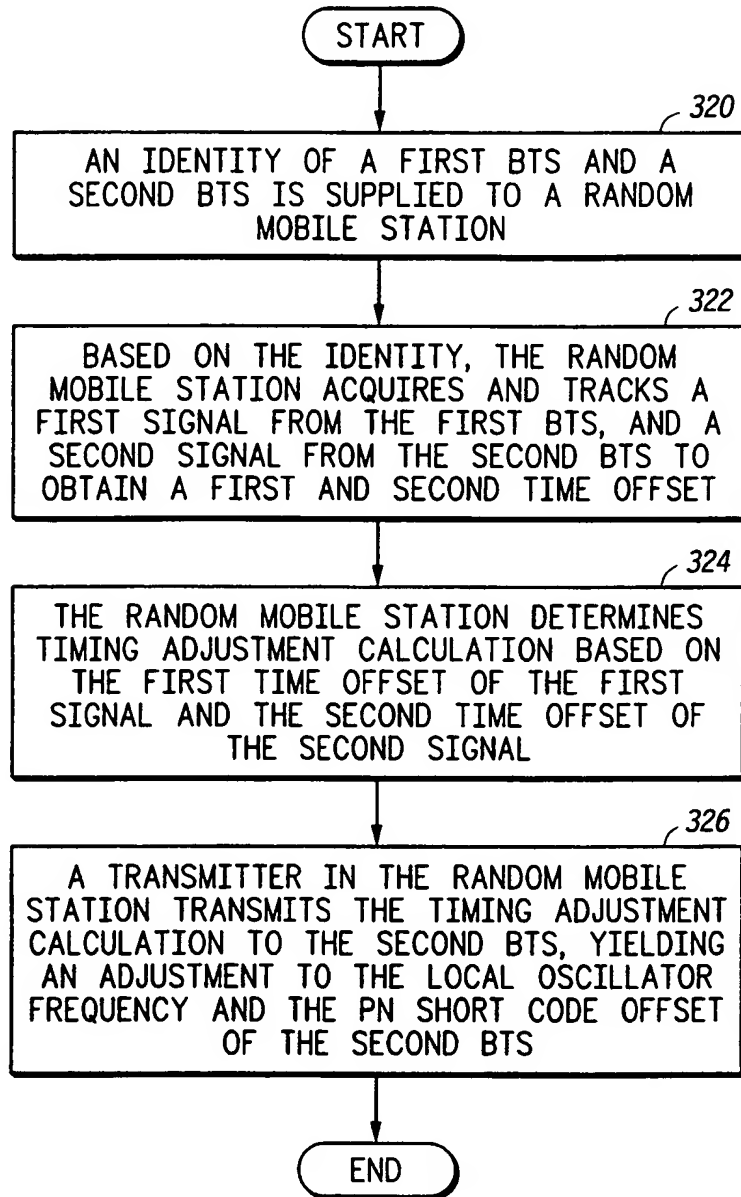 START
320
AN IDENTITY OF A FIRST BTS AND A
SECOND BTS IS SUPPLIED TO A RANDOM
MOBILE STATION
322
BASED ON THE IDENTITY, THE RANDOM
MOBILE STATION ACQUIRES AND TRACKS A
FIRST SIGNAL FROM THE FIRST BTS, AND A
SECOND SIGNAL FROM THE SECOND BTS TO
OBTAIN A FIRST AND SECOND TIME OFFSET
324
THE RANDOM MOBILE STATION DETERMINES
TIMING ADJUSTMENT CALCULATION BASED ON
THE FIRST TIME OFFSET OF THE FIRST
SIGNAL AND THE SECOND TIME OFFSET OF
THE SECOND SIGNAL
326
A TRANSMITTER IN THE RANDOM MOBILE
STATION TRANSMITS THE TIMING ADJUSTMENT
CALCULATION TO THE SECOND BTS, YIELDING
AN ADJUSTMENT TO THE LOCAL OSCILLATOR
FREQUENCY AND THE PN SHORT CODE OFFSET
OF THE SECOND BTS
END